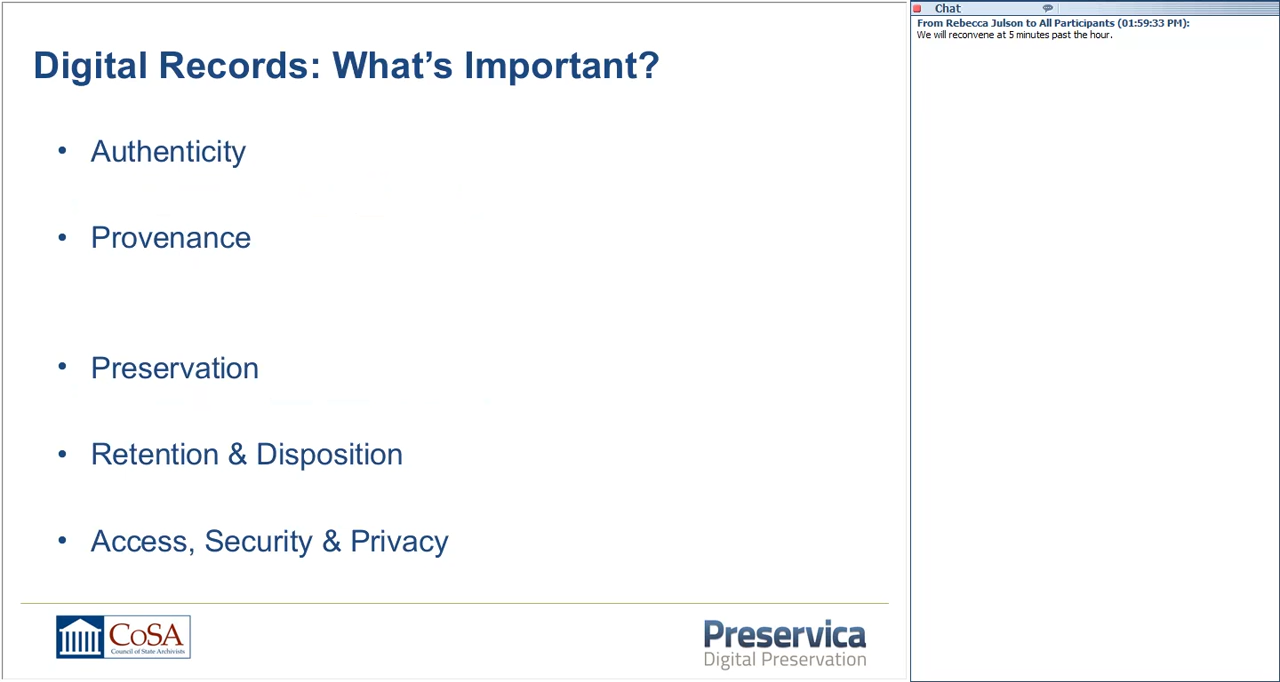 Digital Records: What's Important?
• Authenticity
• Provenance
• Preservation
• Retention & Disposition
• Access, Security & Privacy
CoSA
Council of State Archivists
Preservica
Digital Preservation
Chat
From Rebecca Julson to All Participants (01:59:33 PM):
We will reconvene at 5 minutes past the hour.